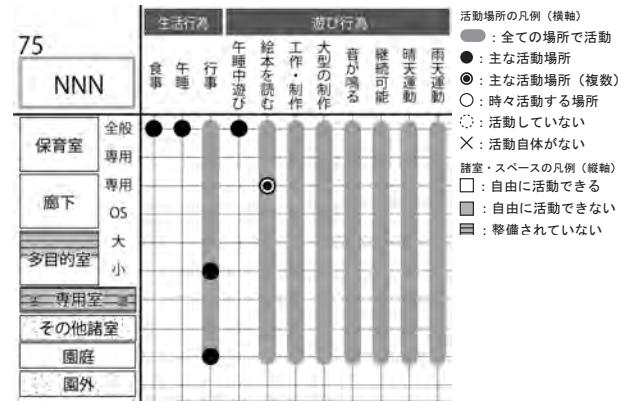 75
NNN
生活行為
遊び行為
食事
午睡
行事
午睡中遊び
絵本を読む
工作・制作
大型の制作
音が鳴る
継続可能
晴天運動
雨天運動
保育室
全般
専用
廊下
専用
OS
多目的室
大
小
専用室
その他諸室
園庭
園外
活動場所の凡例（横軸）
：全ての場所で活動
：主な活動場所
：主な活動場所（複数）
：時々活動する場所
：活動していない
：活動自体がない
諸室・スペースの凡例（縦軸）
：自由に活動できる
：自由に活動できない
：整備されていない